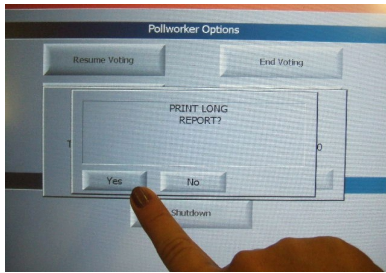 Pollworker Options
Resume Voting
End Voting
PRINT LONG
REPORT?
Yes
No
Shutdown